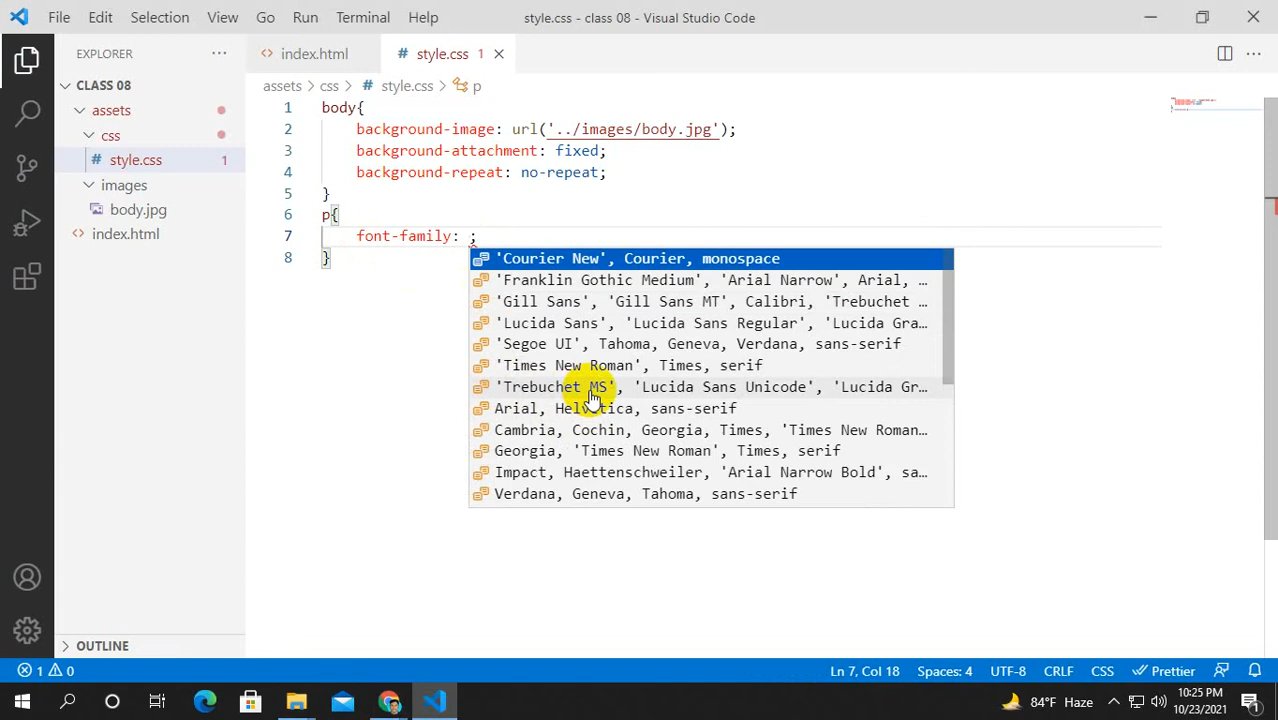 File Edit Selection View Go Run Terminal Help style.css - class 08 - Visual Studio Code
EXPLORER ··· index.html # style.css 1
CLASS 08 assets > css > # style.css > p
assets
css
# style.css 1
images
body.jpg
index.html
1 body{
2 background-image: url('../images/body.jpg');
3 background-attachment: fixed;
4 background-repeat: no-repeat;
5 }
6 p{
7 font-family: ;
8 }
'Courier New', Courier, monospace
'Franklin Gothic Medium', 'Arial Narrow', Arial, …
'Gill Sans', 'Gill Sans MT', Calibri, 'Trebuchet …
'Lucida Sans', 'Lucida Sans Regular', 'Lucida Gra…
'Segoe UI', Tahoma, Geneva, Verdana, sans-serif
'Times New Roman', Times, serif
'Trebuchet MS', 'Lucida Sans Unicode', 'Lucida Gr…
Arial, Helvetica, sans-serif
Cambria, Cochin, Georgia, Times, 'Times New Roman…
Georgia, 'Times New Roman', Times, serif
Impact, Haettenschweiler, 'Arial Narrow Bold', sa…
Verdana, Geneva, Tahoma, sans-serif
OUTLINE
1 0 Ln 7, Col 18 Spaces: 4 UTF-8 CRLF CSS Prettier
84°F Haze 10:25 PM
10/23/2021 1